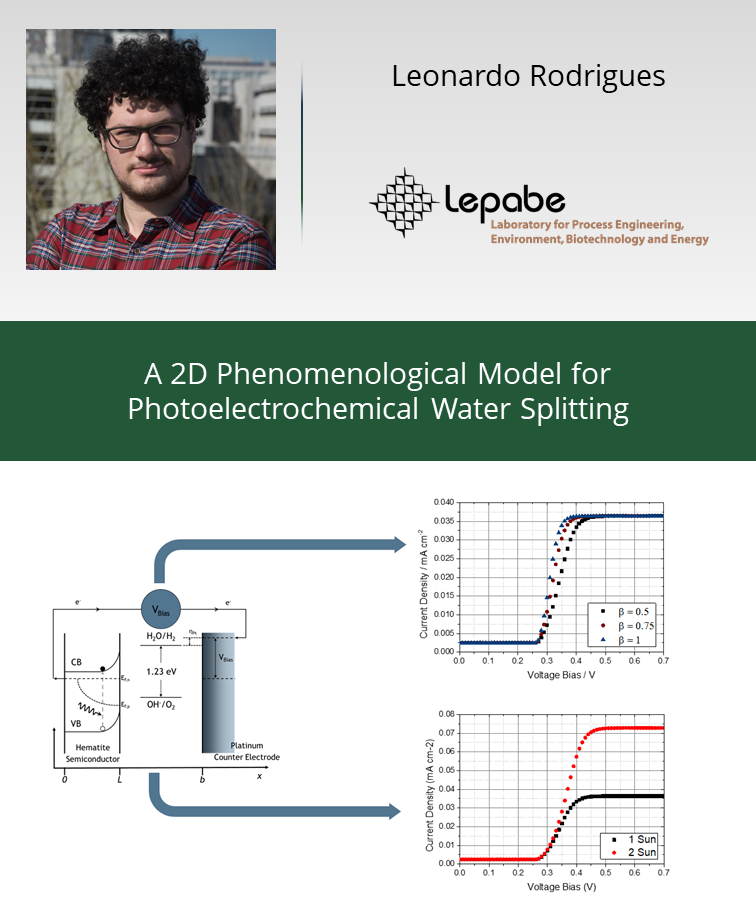 Leonardo Rodrigues
Lepabe
Laboratory for Process Engineering,
Environment, Biotechnology and Energy
A 2D Phenomenological Model for
Photoelectrochemical Water Splitting
e⁻
e⁻
V_Bias
H₂O/H₂
η_Pt
V_Bias
CB
1.23 eV
E_F,n
E_F,p
OH⁻/O₂
VB
Hematite
Semiconductor
Platinum
Counter Electrode
0
L
b
x
Current Density / mA cm⁻²
0.040
0.035
0.030
0.025
0.020
0.015
0.010
0.005
0.000
β = 0.5
β = 0.75
β = 1
0.0 0.1 0.2 0.3 0.4 0.5 0.6 0.7
Voltage Bias / V
Current Density (mA cm-2)
0.08
0.07
0.06
0.05
0.04
0.03
0.02
0.01
0.00
1 Sun
2 Sun
0.0 0.1 0.2 0.3 0.4 0.5 0.6 0.7
Voltage Bias (V)